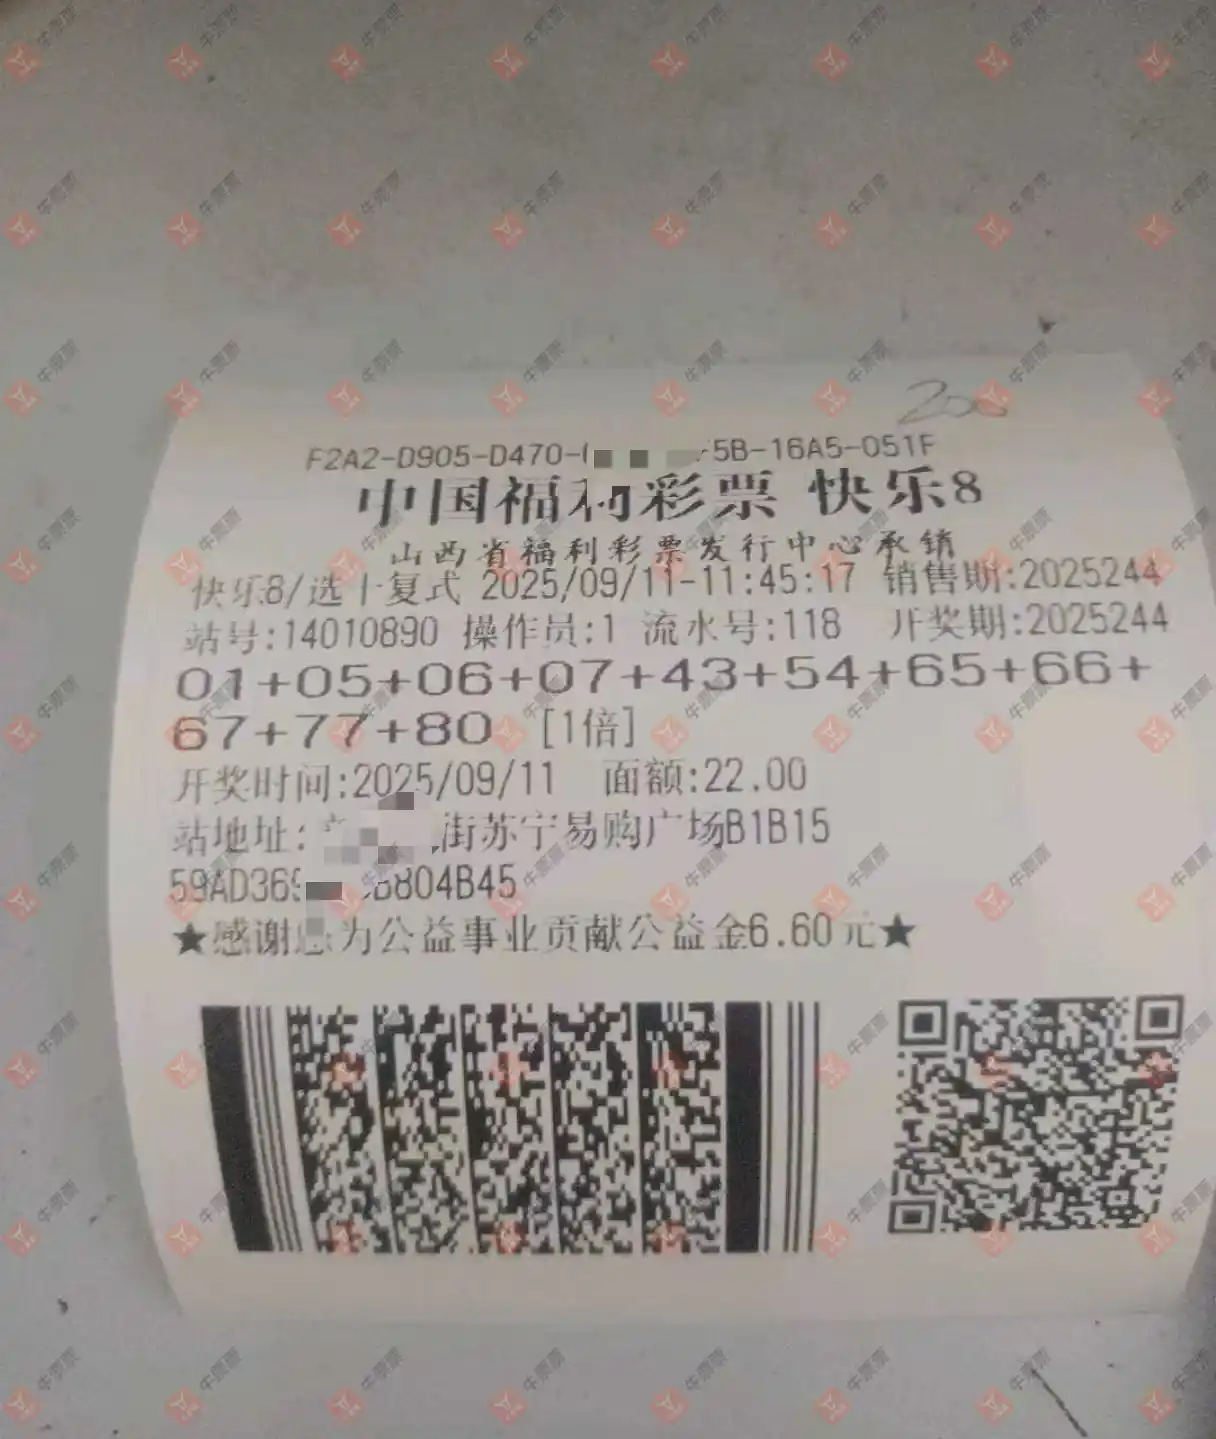 200
F2A2-D905-D470-5B-16A5-051F
中国福利彩票 快乐8
山西省福利彩票发行中心承销
快乐8/选十复式 2025/09/11-11:45:17 销售期:2025244
站号:14010890 操作员:1 流水号:118 开奖期:2025244
01+05+06+07+43+54+65+66+
67+77+80 [1倍]
开奖时间:2025/09/11 面额:22.00
站地址: 街苏宁易购广场B1B15
59AD369 B804B45
★感谢您为公益事业贡献公益金6.60元★
牛票票